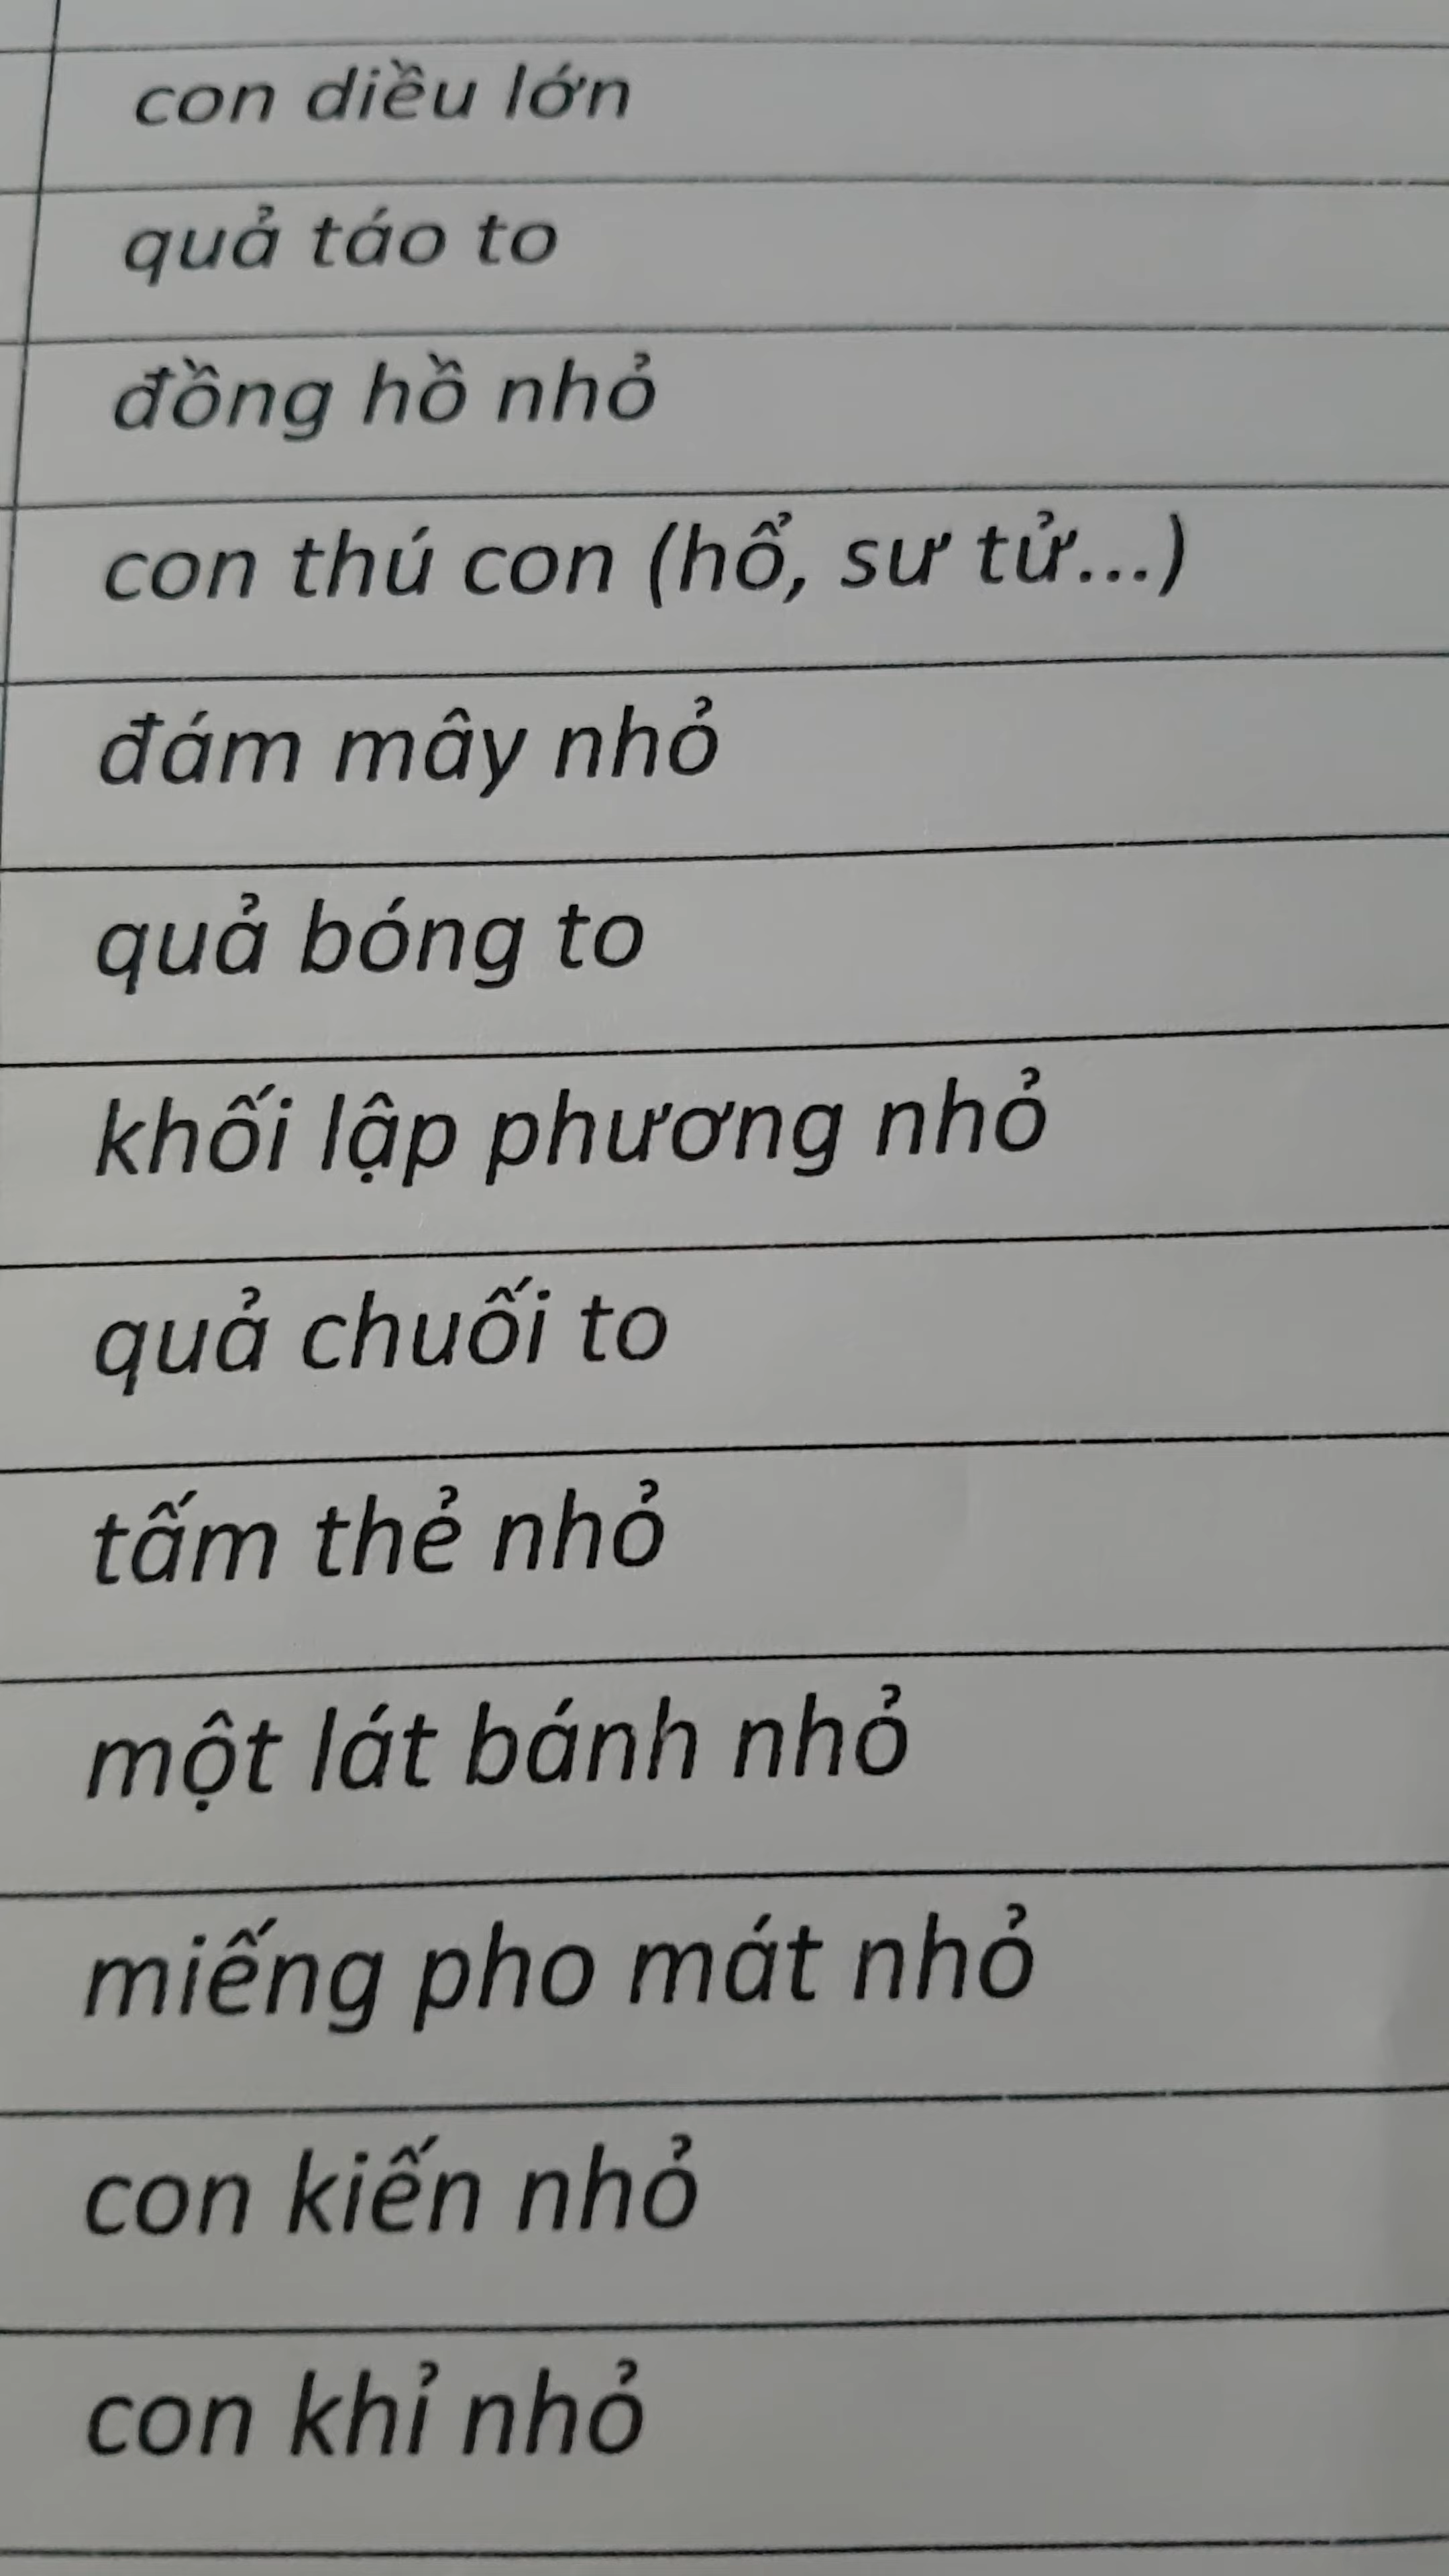 con diều lớn
quả táo to
đồng hồ nhỏ
con thú con (hổ, sư tử...)
đám mây nhỏ
quả bóng to
khối lập phương nhỏ
quả chuối to
tấm thẻ nhỏ
một lát bánh nhỏ
miếng pho mát nhỏ
con kiến nhỏ
con khỉ nhỏ